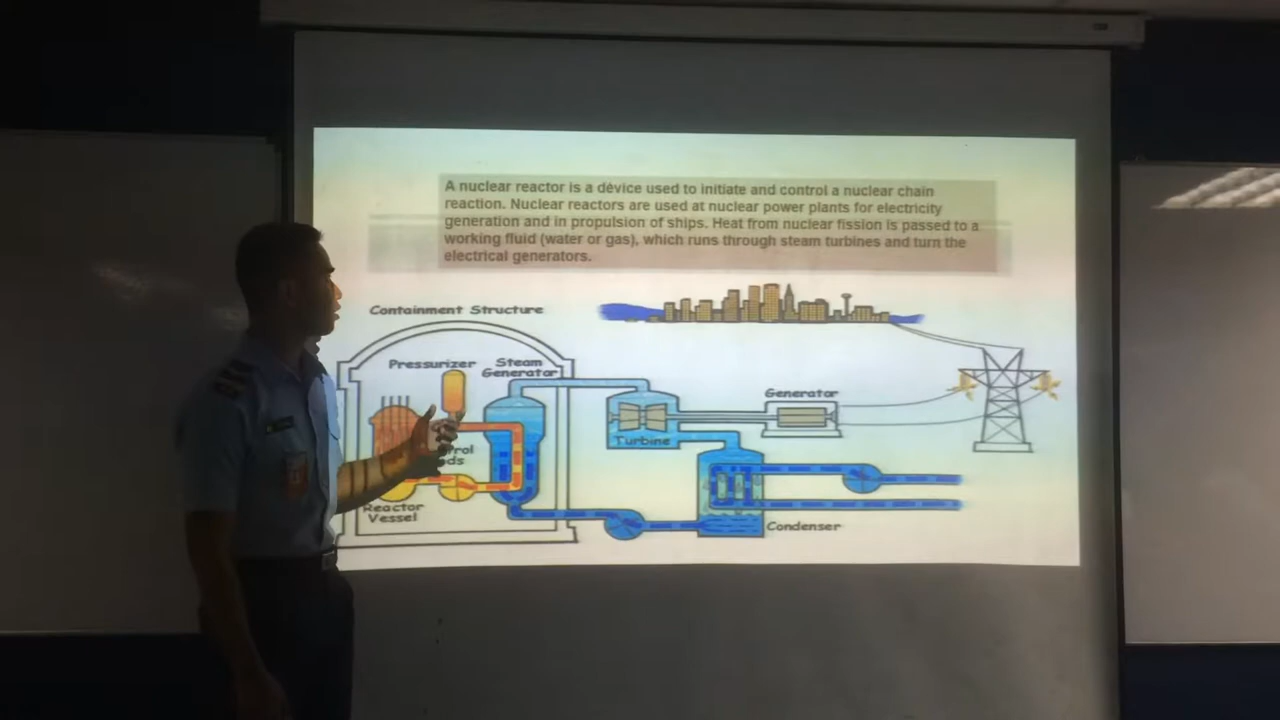 A nuclear reactor is a device used to initiate and control a nuclear chain
reaction. Nuclear reactors are used at nuclear power plants for electricity
generation and in propulsion of ships. Heat from nuclear fission is passed to a
working fluid (water or gas), which runs through steam turbines and turn the
electrical generators.
Containment Structure
Pressurizer
Steam
Generator
Generator
Turbine
Reactor
Vessel
Condenser